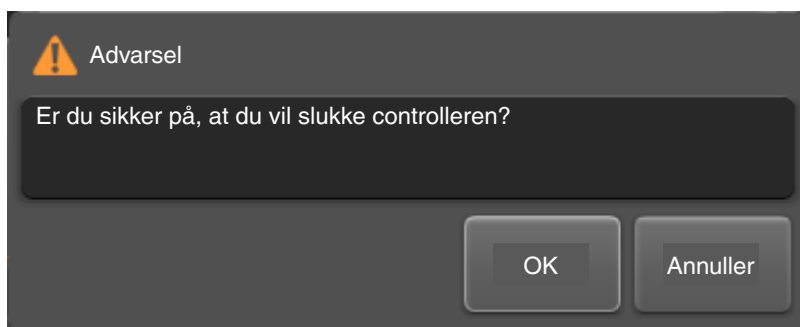 Advarsel
Er du sikker på, at du vil slukke controlleren?
OK
Annuller